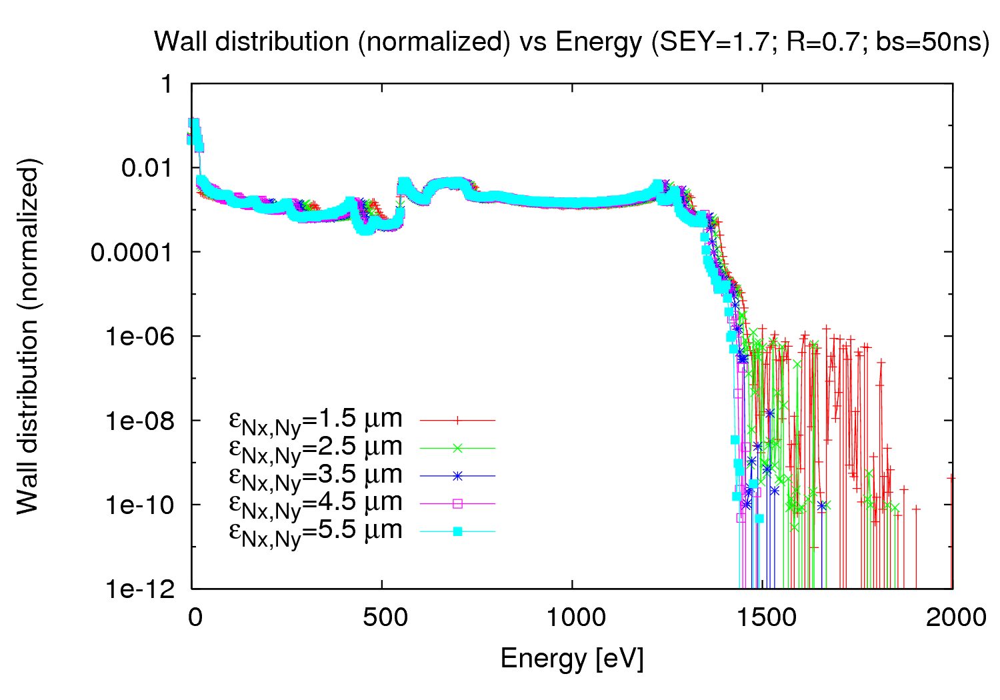 Wall distribution (normalized) vs Energy (SEY=1.7; R=0.7; bs=50ns)
Wall distribution (normalized)
1
0.01
0.0001
1e-06
1e-08
1e-10
1e-12
εNx,Ny=1.5 μm
εNx,Ny=2.5 μm
εNx,Ny=3.5 μm
εNx,Ny=4.5 μm
εNx,Ny=5.5 μm
0 500 1000 1500 2000
Energy [eV]